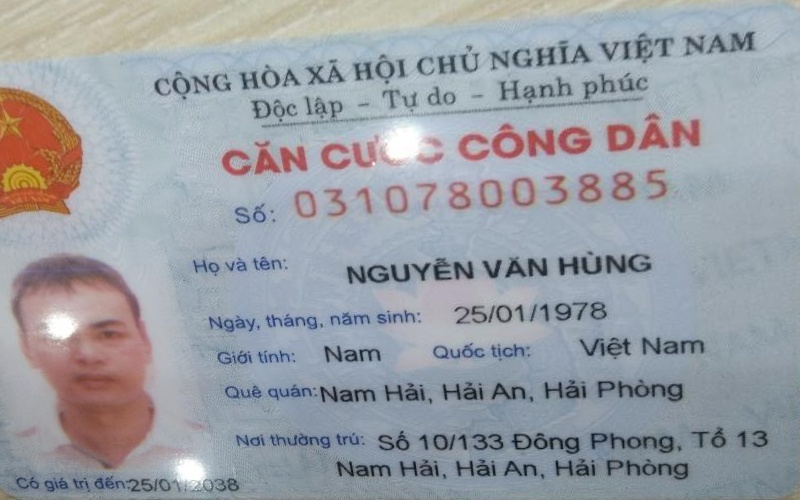 CỘNG HÒA XÃ HỘI CHỦ NGHĨA VIỆT NAM
Độc lập - Tự do - Hạnh phúc
CĂN CƯỚC CÔNG DÂN
Số: 031078003885
Họ và tên: NGUYỄN VĂN HÙNG
Ngày, tháng, năm sinh: 25/01/1978
Giới tính: Nam Quốc tịch: Việt Nam
Quê quán: Nam Hải, Hải An, Hải Phòng
Nơi thường trú: Số 10/133 Đông Phong, Tổ 13
Nam Hải, Hải An, Hải Phòng
Có giá trị đến: 25/01/2038